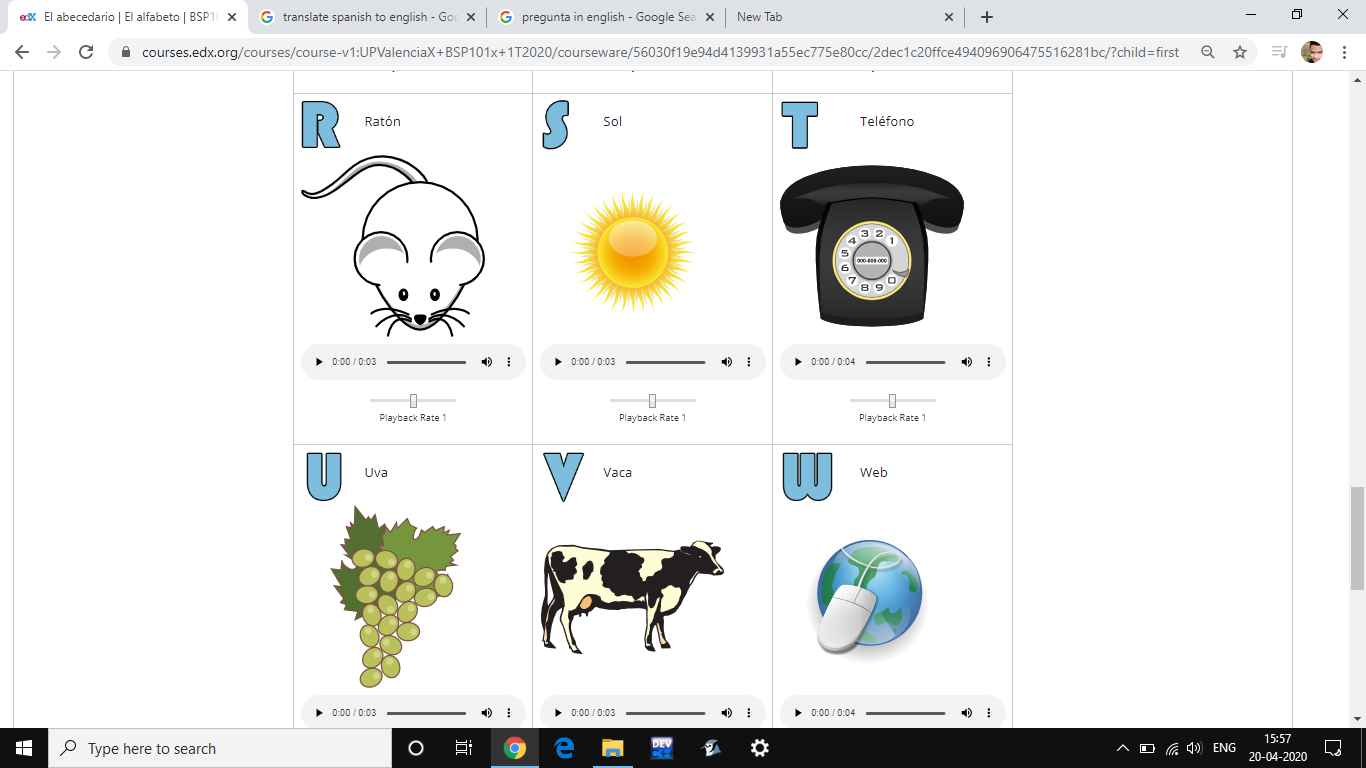 edX El abecedario | El alfabeto | BSP10
translate spanish to english - Goo
pregunta in english - Google Sea
New Tab
courses.edx.org/courses/course-v1:UPValenciaX+BSP101x+1T2020/courseware/56030f19e94d4139931a55ec775e80cc/2dec1c20ffce494096906475516281bc/?child=first
R Ratón
S Sol
T Teléfono
1 2 3 4 5 6 7 8 9 0
000-000-000
0:00 / 0:03
0:00 / 0:03
0:00 / 0:04
Playback Rate 1
Playback Rate 1
Playback Rate 1
U Uva
V Vaca
W Web
0:00 / 0:03
0:00 / 0:03
0:00 / 0:04
Type here to search
DEV
ENG
15:57
20-04-2020